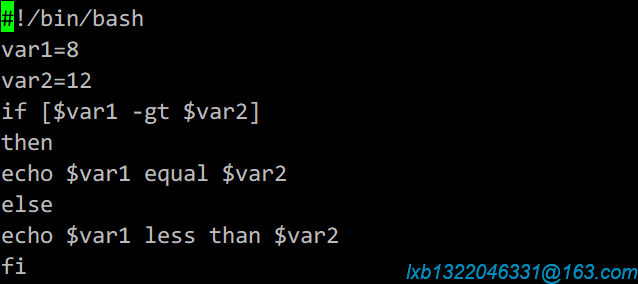 #!/bin/bash
var1=8
var2=12
if [$var1 -gt $var2]
then
echo $var1 equal $var2
else
echo $var1 less than $var2
fi
lxb1322046331@163.com